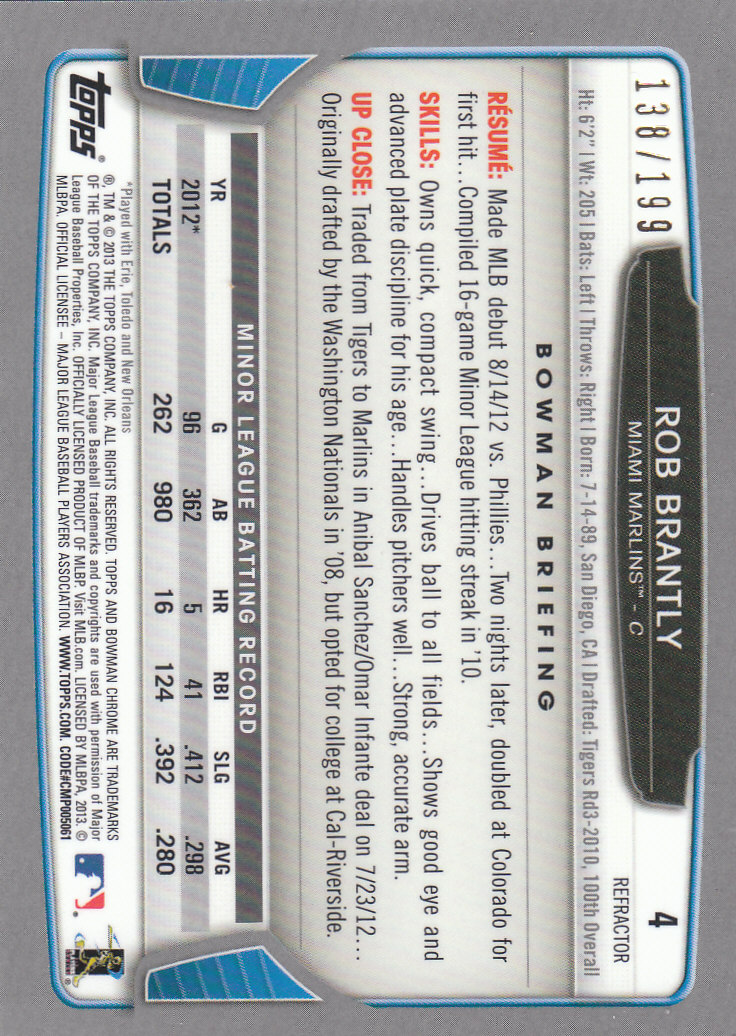 138/199
4
REFRACTOR
ROB BRANTLY
MIAMI MARLINS™ - C
Ht: 6'2" | Wt: 205 | Bats: Left | Throws: Right | Born: 7-14-89, San Diego, CA | Drafted: Tigers Rd3-2010, 100th Overall
BOWMAN BRIEFING
RÉSUMÉ: Made MLB debut 8/14/12 vs. Phillies...Two nights later, doubled at Colorado for
first hit...Compiled 16-game Minor League hitting streak in '10.
SKILLS: Owns quick, compact swing...Drives ball to all fields...Shows good eye and
advanced plate discipline for his age...Handles pitchers well...Strong, accurate arm.
UP CLOSE: Traded from Tigers to Marlins in Anibal Sanchez/Omar Infante deal on 7/23/12...
Originally drafted by the Washington Nationals in '08, but opted for college at Cal-Riverside.
MINOR LEAGUE BATTING RECORD
YR G AB HR RBI SLG AVG
2012* 96 362 5 41 .412 .298
TOTALS 262 980 16 124 .392 .280
*Played with Erie, Toledo and New Orleans
topps®
®, TM & © 2013 THE TOPPS COMPANY, INC. ALL RIGHTS RESERVED. TOPPS AND BOWMAN CHROME ARE TRADEMARKS
OF THE TOPPS COMPANY, INC. Major League Baseball trademarks and copyrights are used with permission of Major
League Baseball Properties, Inc. OFFICIALLY LICENSED PRODUCT OF MLBP. Visit MLB.com. LICENSED BY MLBPA, 2013. ©
MLBPA. OFFICIAL LICENSEE – MAJOR LEAGUE BASEBALL PLAYERS ASSOCIATION. WWW.TOPPS.COM. CODE#CMP005061